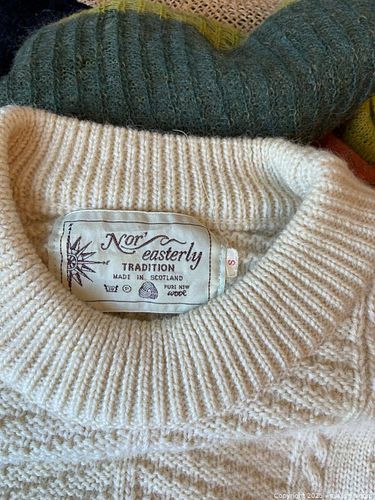 Nor'
easterly
TRADITION
MADE IN SCOTLAND
PURE NEW
WOOL
S